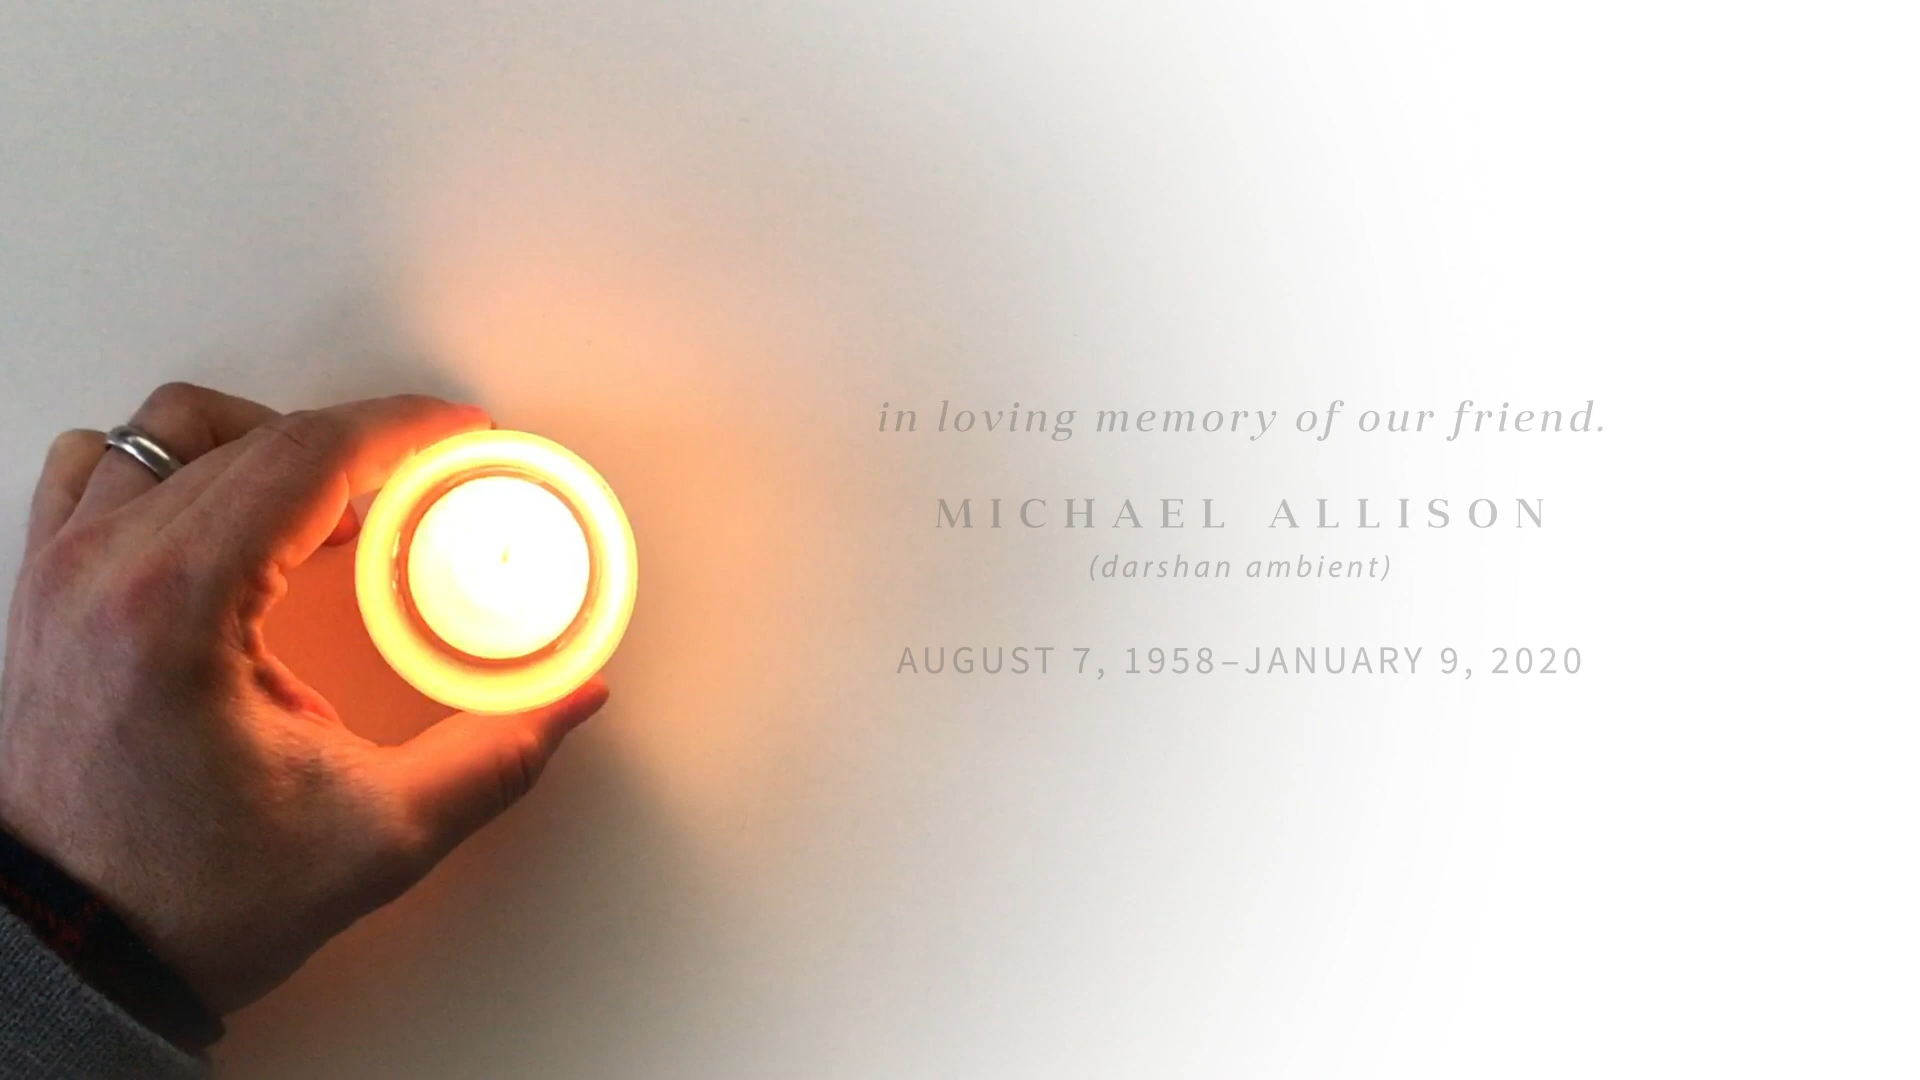 in loving memory of our friend.
MICHAEL ALLISON
(darshan ambient)
AUGUST 7, 1958–JANUARY 9, 2020